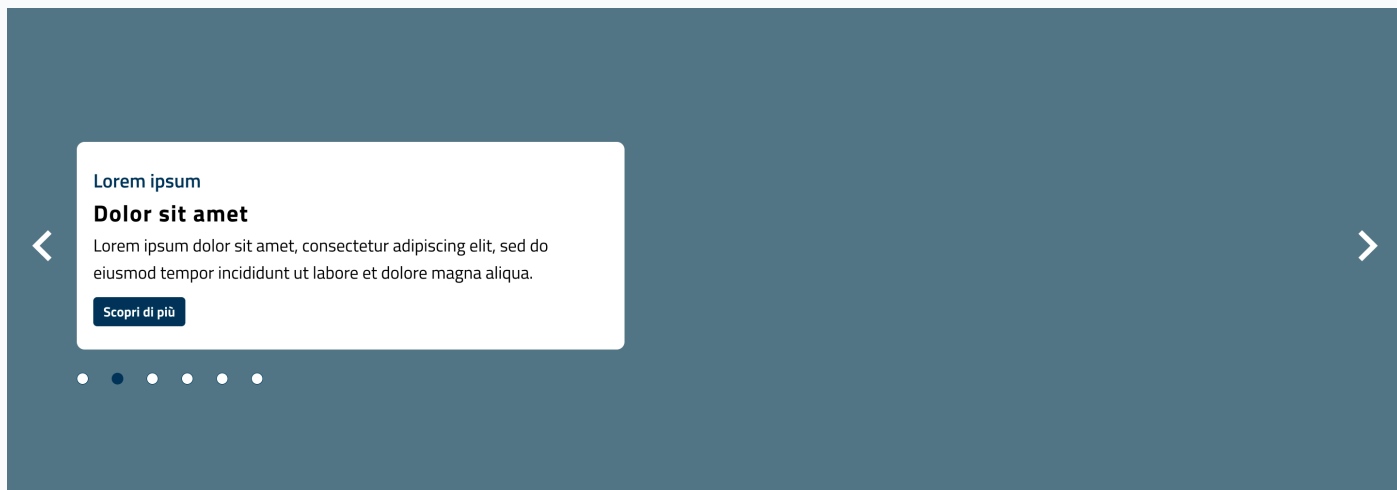 Lorem ipsum
Dolor sit amet
Lorem ipsum dolor sit amet, consectetur adipiscing elit, sed do
eiusmod tempor incididunt ut labore et dolore magna aliqua.
Scopri di più